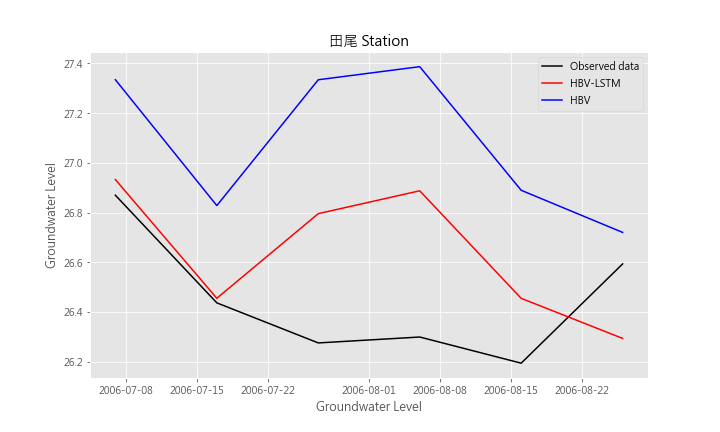 田尾 Station
Observed data
HBV-LSTM
HBV
Groundwater Level
27.4
27.2
27.0
26.8
26.6
26.4
26.2
2006-07-08
2006-07-15
2006-07-22
2006-08-01
2006-08-08
2006-08-15
2006-08-22
Groundwater Level